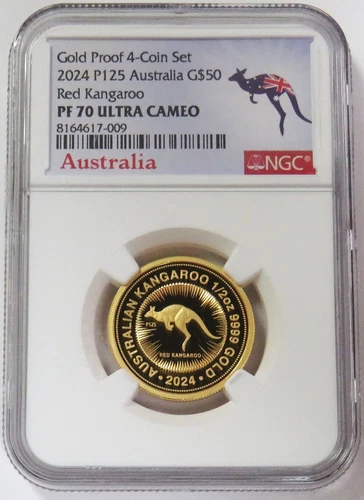 Gold Proof 4-Coin Set
2024 P125 Australia G$50
Red Kangaroo
PF 70 ULTRA CAMEO
8164617-009
Australia
NGC
AUSTRALIAN KANGAROO 1/2oz 9999 GOLD
P125
RED KANGAROO
• 2024 •